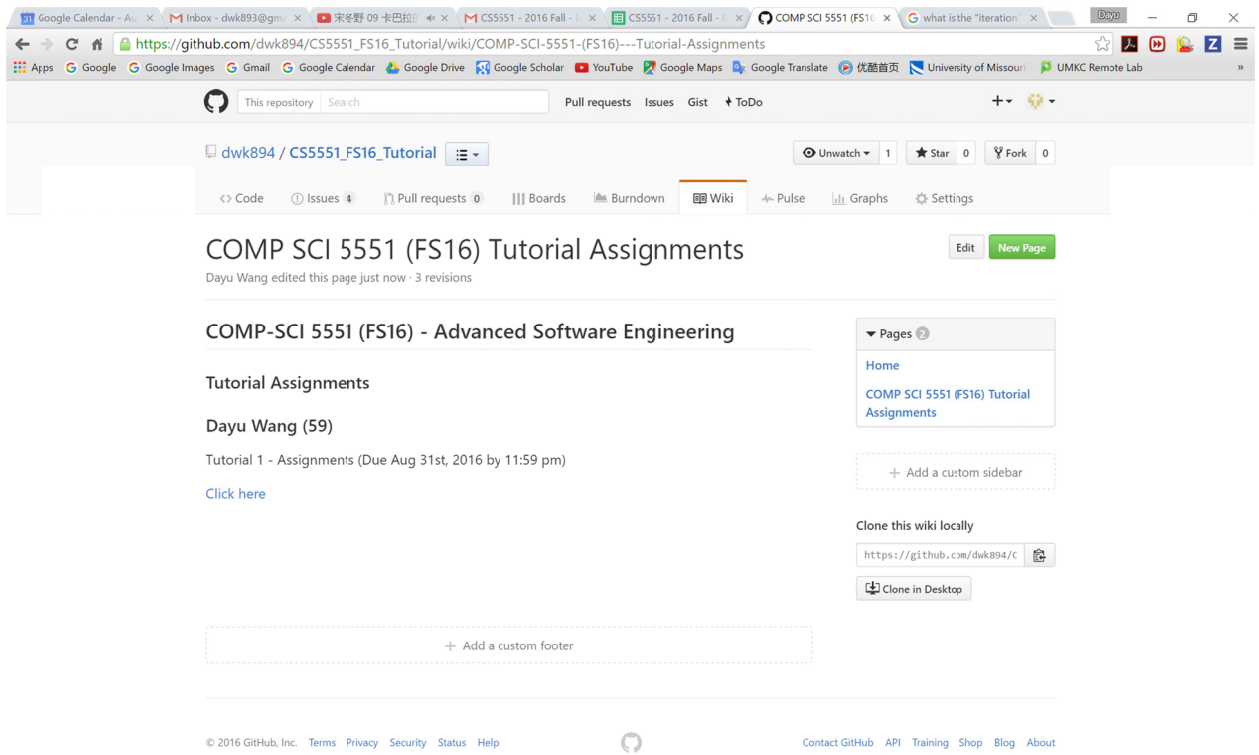 Google Calendar - Au
Inbox - dwk893@gm
宋冬野 09 卡巴拉
M CS5551 - 2016 Fall - I
CS5551 - 2016 Fall - C
COMP SCI 5551 (FS16
what is the "iteration"
Dayu
https://github.com/dwk894/CS5551_FS16_Tutorial/wiki/COMP-SCI-5551-(FS16)---Tutorial-Assignments
Apps Google Google Images Gmail Google Calendar Google Drive Google Scholar YouTube Google Maps Google Translate 优酷首页 University of Missouri UMKC Remote Lab »
This repository Search Pull requests Issues Gist ToDo
dwk894 / CS5551_FS16_Tutorial Unwatch 1 Star 0 Fork 0
Code Issues 4 Pull requests 0 Boards Burndown Wiki Pulse Graphs Settings
COMP SCI 5551 (FS16) Tutorial Assignments Edit New Page
Dayu Wang edited this page just now · 3 revisions
COMP-SCI 5551 (FS16) - Advanced Software Engineering
Tutorial Assignments
Dayu Wang (59)
Tutorial 1 - Assignments (Due Aug 31st, 2016 by 11:59 pm)
Click here
Pages 2
Home
COMP SCI 5551 (FS16) Tutorial
Assignments
+ Add a custom sidebar
Clone this wiki locally
https://github.com/dwk894/C
Clone in Desktop
+ Add a custom footer
© 2016 GitHub, Inc. Terms Privacy Security Status Help Contact GitHub API Training Shop Blog About